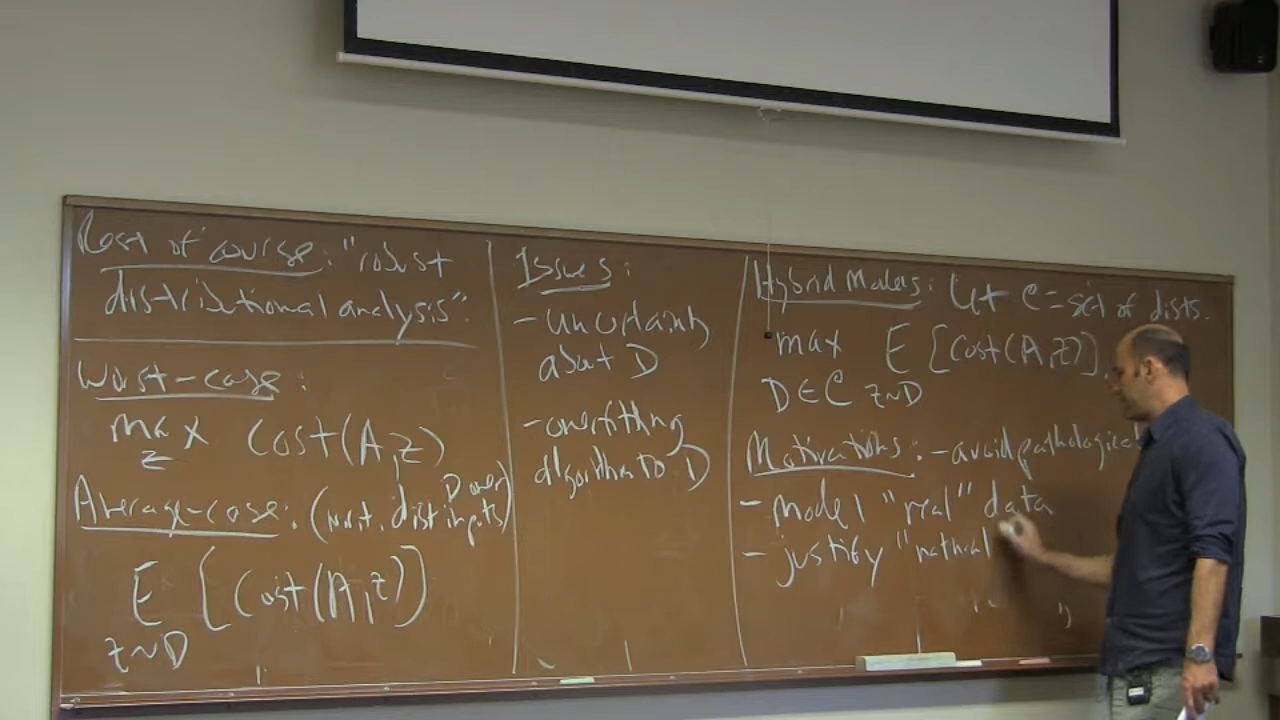 Rest of course: "robust
distributional analysis":
Worst-case:
max cost(A,z)
z
Average-case: (w.r.t. dist D over inputs)
E [cost(A,z)]
z~D
Issues:
- uncertainty
about D
- overfitting
algorithm to D
Hybrid Models: Let C = set of dists.
max E [cost(A,z)].
D∈C z~D
Motivations: - avoid pathological
- model "real" data
- justify "natural